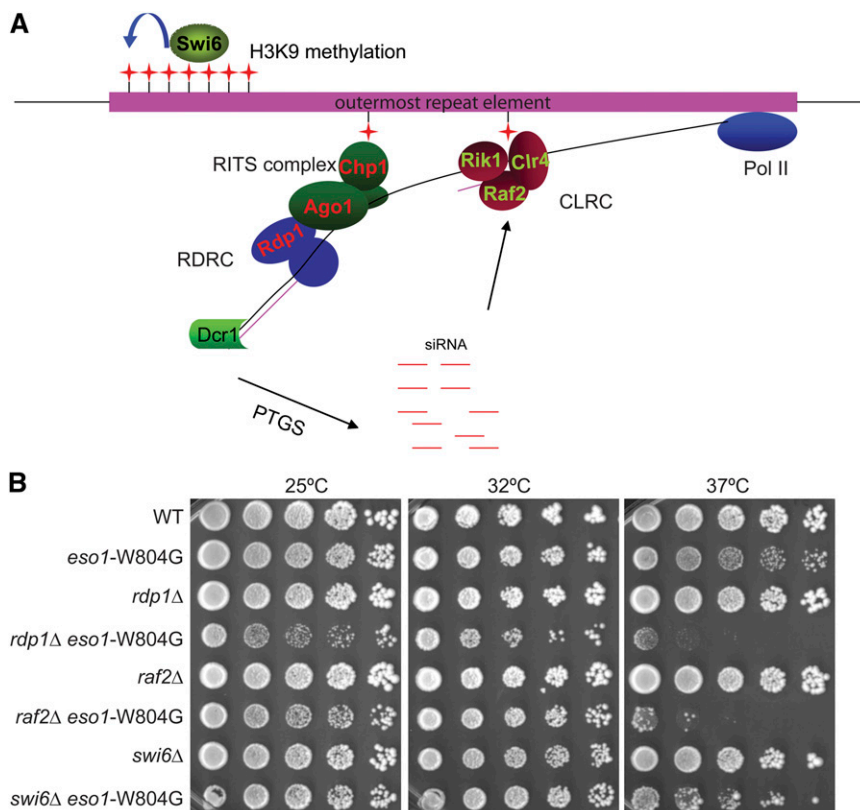 A
Swi6
H3K9 methylation
outermost repeat element
RITS complex
Chp1
Rik1
Clr4
Pol II
Ago1
Raf2
CLRC
Rdp1
RDRC
Dcr1
siRNA
PTGS
B
25ºC 32ºC 37ºC
WT
eso1-W804G
rdp1Δ
rdp1Δ eso1-W804G
raf2Δ
raf2Δ eso1-W804G
swi6Δ
swi6Δ eso1-W804G